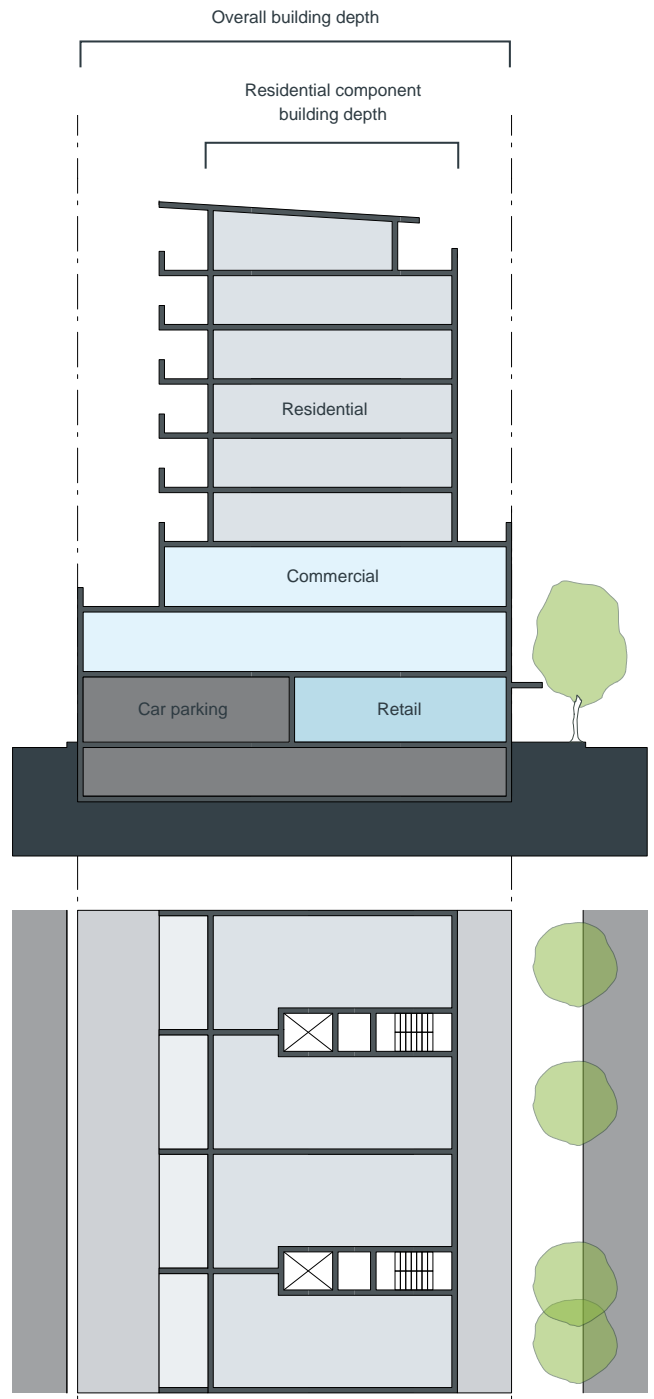 Overall building depth
Residential component
building depth
Residential
Commercial
Car parking
Retail